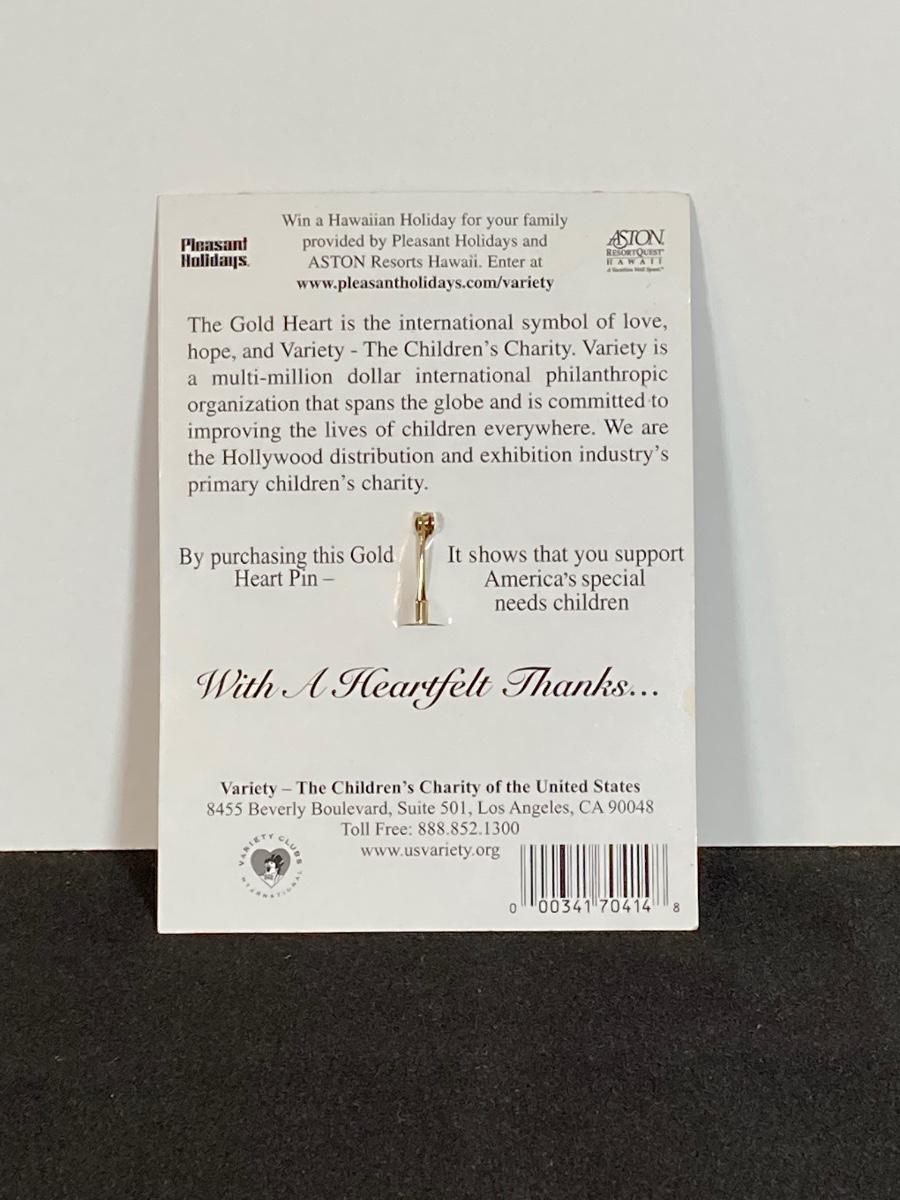 Win a Hawaiian Holiday for your family
provided by Pleasant Holidays and
ASTON Resorts Hawaii. Enter at
www.pleasantholidays.com/variety
Pleasant
Holidays.
ASTON.
RESORTQUEST
HAWAII
The Gold Heart is the international symbol of love,
hope, and Variety - The Children's Charity. Variety is
a multi-million dollar international philanthropic
organization that spans the globe and is committed to
improving the lives of children everywhere. We are
the Hollywood distribution and exhibition industry's
primary children's charity.
By purchasing this Gold
Heart Pin –
It shows that you support
America's special
needs children
With A Heartfelt Thanks...
Variety – The Children's Charity of the United States
8455 Beverly Boulevard, Suite 501, Los Angeles, CA 90048
Toll Free: 888.852.1300
www.usvariety.org
VARIETY CLUBS
INTERNATIONAL
0 00341 70414 8